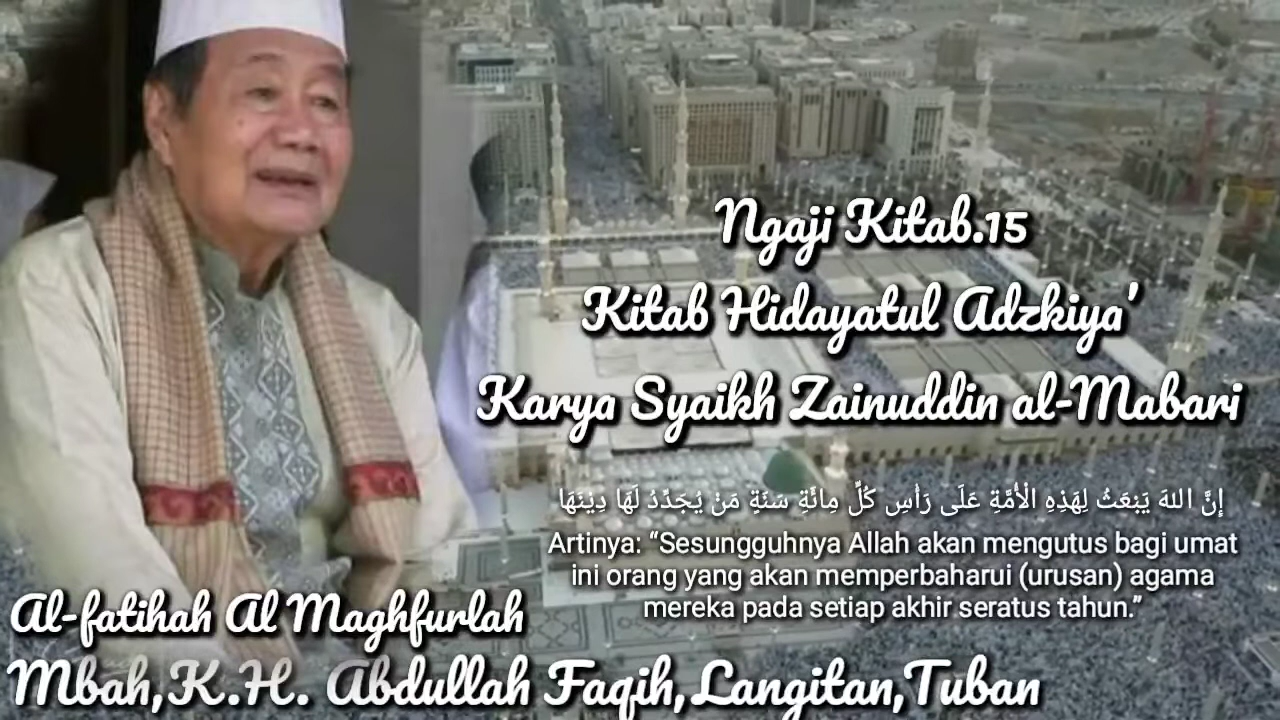 Ngaji Kitab.15
Kitab Hidayatul Adzkiya'
Karya Syaikh Zainuddin al-Mabari
إِنَّ اللهَ يَبْعَثُ لِهَذِهِ الْأُمَّةِ عَلَى رَأْسِ كُلِّ مِائَةِ سَنَةٍ مَنْ يُجَدِّدُ لَهَا دِيْنَهَا
Artinya: “Sesungguhnya Allah akan mengutus bagi umat
ini orang yang akan memperbaharui (urusan) agama
mereka pada setiap akhir seratus tahun.”
Al-fatihah Al Maghfurlah
Mbah,K.H. Abdullah Faqih,Langitan,Tuban